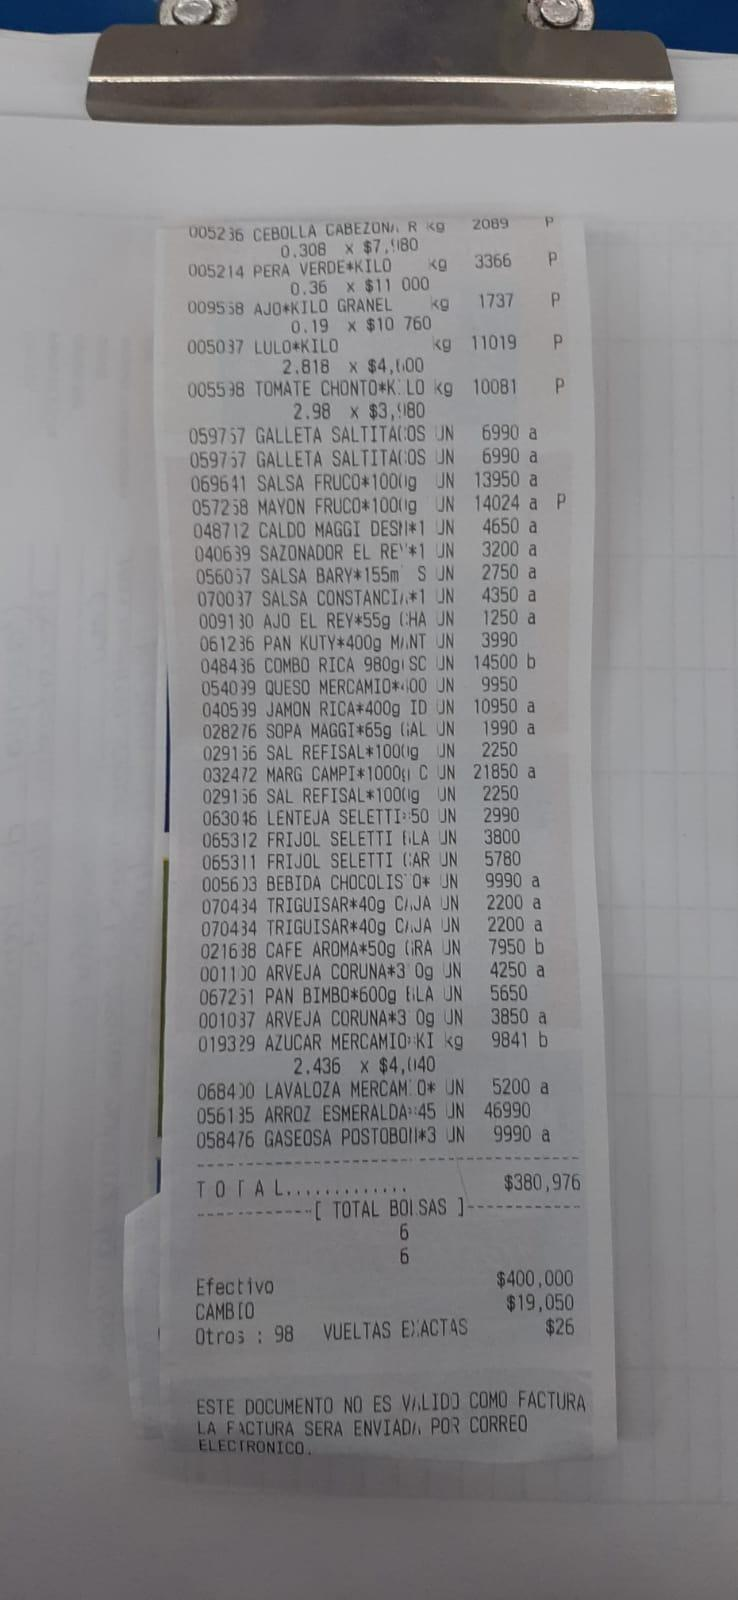 005236 CEBOLLA CABEZONA R kg 2089 P
0.308 x $7,980
005214 PERA VERDE*KILO kg 3366 P
0.36 x $11 000
009558 AJO*KILO GRANEL kg 1737 P
0.19 x $10 760
005037 LULO*KILO kg 11019 P
2.818 x $4,600
005598 TOMATE CHONTO*KILO kg 10081 P
2.98 x $3,980
059757 GALLETA SALTITACOS UN 6990 a
059757 GALLETA SALTITACOS UN 6990 a
069641 SALSA FRUCO*1000g UN 13950 a
057258 MAYON FRUCO*1000g UN 14024 a P
048712 CALDO MAGGI DESM*1 UN 4650 a
040639 SAZONADOR EL REY*1 UN 3200 a
056057 SALSA BARY*155m S UN 2750 a
070037 SALSA CONSTANCIA*1 UN 4350 a
009130 AJO EL REY*55g CHA UN 1250 a
061236 PAN KUTY*400g MANT UN 3990
048436 COMBO RICA 980g SC UN 14500 b
054099 QUESO MERCAMIO*400 UN 9950
040599 JAMON RICA*400g ID UN 10950 a
028276 SOPA MAGGI*65g GAL UN 1990 a
029156 SAL REFISAL*1000g UN 2250
032472 MARG CAMPI*1000g C UN 21850 a
029156 SAL REFISAL*1000g UN 2250
063046 LENTEJA SELETTI*50 UN 2990
065312 FRIJOL SELETTI BLA UN 3800
065311 FRIJOL SELETTI CAR UN 5780
005603 BEBIDA CHOCOLISTO* UN 9990 a
070434 TRIGUISAR*40g CAJA UN 2200 a
070434 TRIGUISAR*40g CAJA UN 2200 a
021638 CAFE AROMA*50g GRA UN 7950 b
001100 ARVEJA CORUNA*3 0g UN 4250 a
067251 PAN BIMBO*600g BLA UN 5650
001037 ARVEJA CORUNA*3 0g UN 3850 a
019329 AZUCAR MERCAMIO*KI kg 9841 b
2.436 x $4,040
068400 LAVALOZA MERCAMIO* UN 5200 a
056135 ARROZ ESMERALDA*45 UN 46990
058476 GASEOSA POSTOBON*3 UN 9990 a
T O T A L............. $380,976
------------[ TOTAL BOLSAS ]------------
6
6
Efectivo $400,000
CAMBIO $19,050
Otros : 98 VUELTAS EXACTAS $26
ESTE DOCUMENTO NO ES VALIDO COMO FACTURA
LA FACTURA SERA ENVIADA POR CORREO
ELECTRONICO.